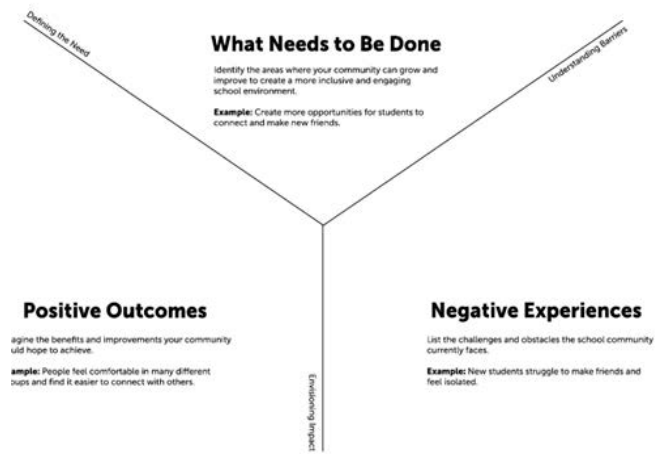 Defining the Need
What Needs to Be Done
Identify the areas where your community can grow and
improve to create a more inclusive and engaging
school environment.
Example: Create more opportunities for students to
connect and make new friends.
Understanding Barriers
Positive Outcomes
agine the benefits and improvements your community
uld hope to achieve.
ample: People feel comfortable in many different
oups and find it easier to connect with others.
Envisioning Impact
Negative Experiences
List the challenges and obstacles the school community
currently faces.
Example: New students struggle to make friends and
feel isolated.